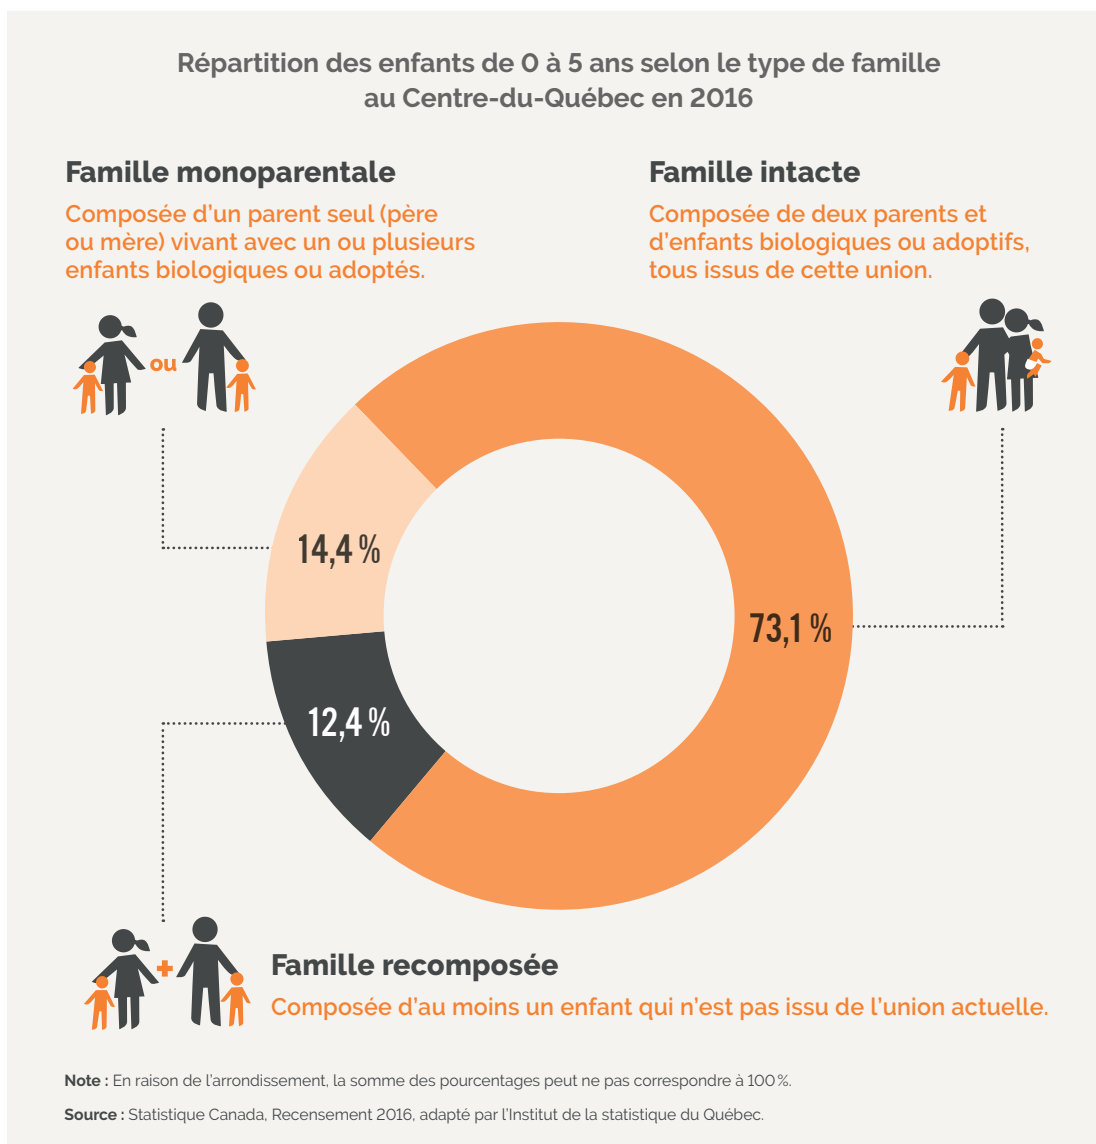 Répartition des enfants de 0 à 5 ans selon le type de famille
au Centre-du-Québec en 2016
Famille monoparentale
Composée d'un parent seul (père
ou mère) vivant avec un ou plusieurs
enfants biologiques ou adoptés.
ou
Famille intacte
Composée de deux parents et
d'enfants biologiques ou adoptifs,
tous issus de cette union.
14,4 %
73,1 %
12,4 %
+
Famille recomposée
Composée d'au moins un enfant qui n'est pas issu de l'union actuelle.
Note : En raison de l'arrondissement, la somme des pourcentages peut ne pas correspondre à 100 %.
Source : Statistique Canada, Recensement 2016, adapté par l'Institut de la statistique du Québec.